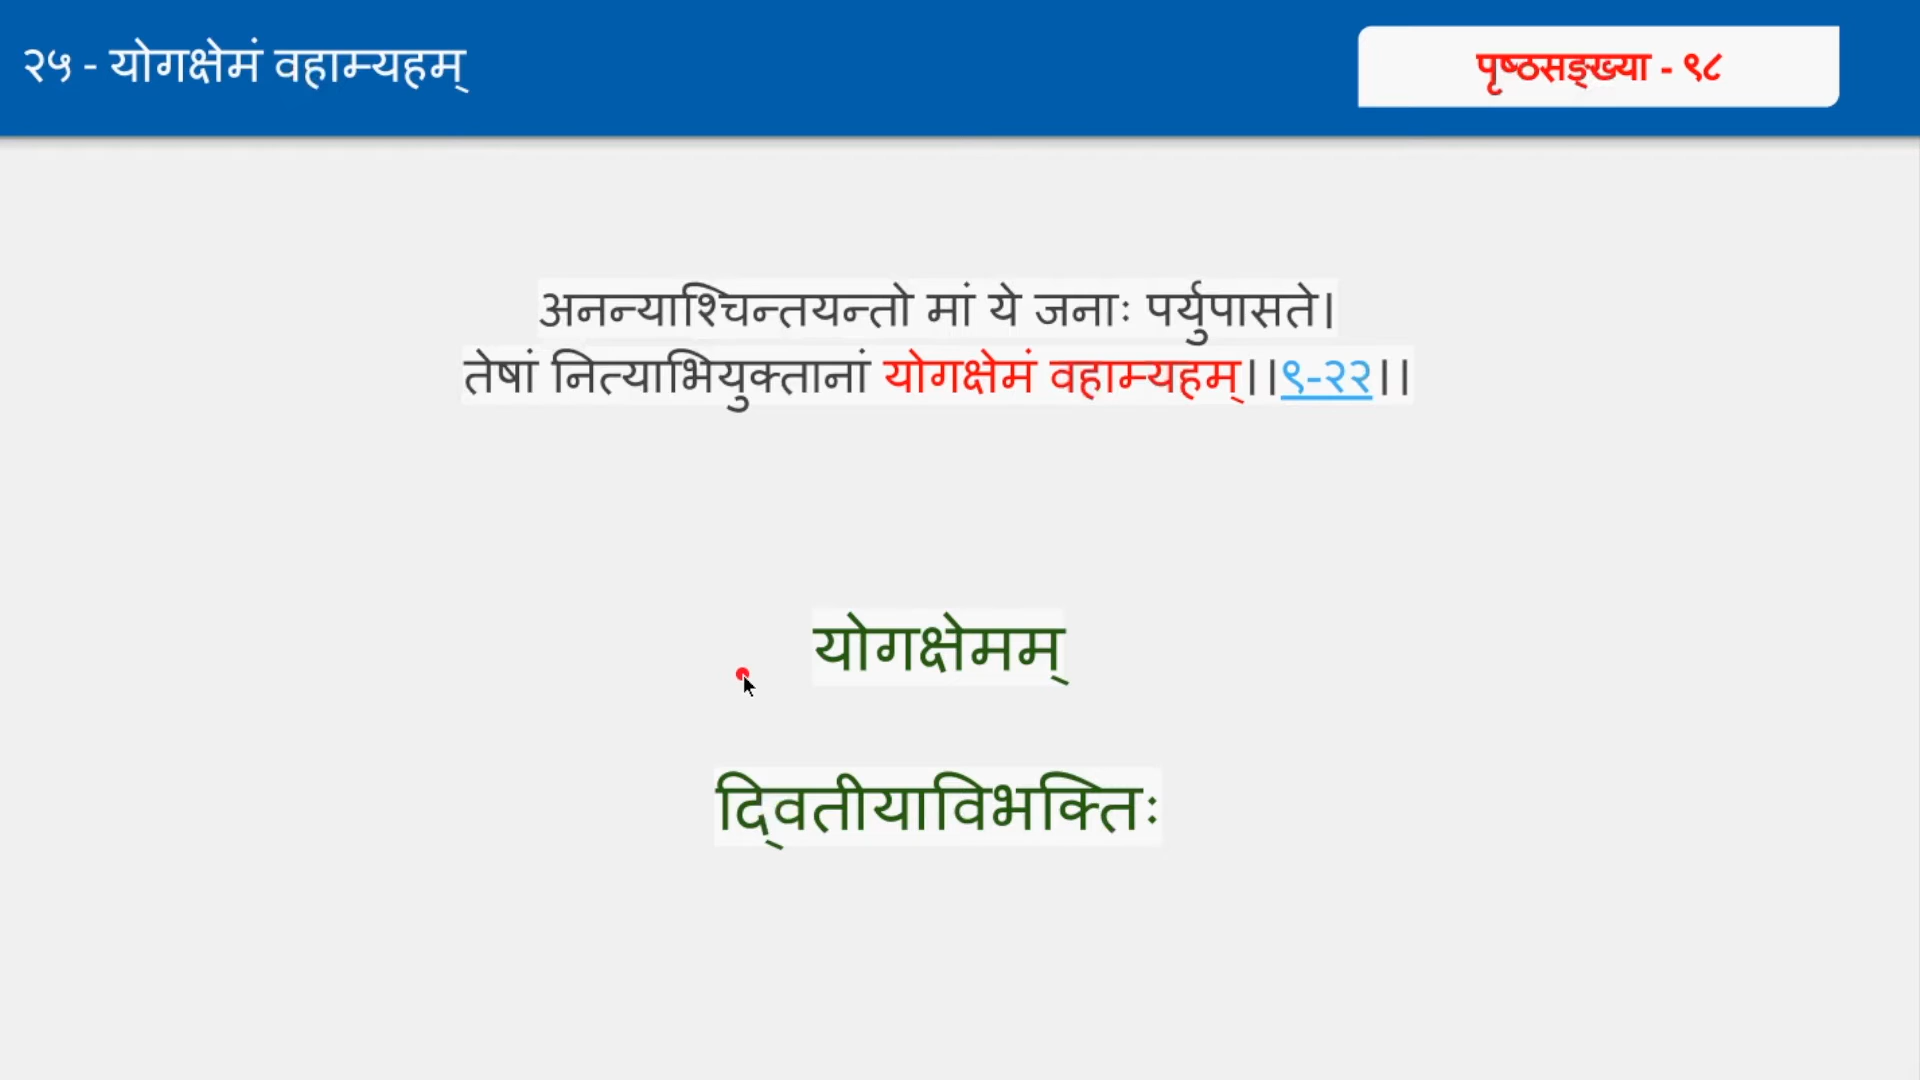 २५ - योगक्षेमं वहाम्यहम्
पृष्ठसङ्ख्या - ९८
अनन्याश्चिन्तयन्तो मां ये जनाः पर्युपासते।
तेषां नित्याभियुक्तानां योगक्षेमं वहाम्यहम्।।९-२२।।
योगक्षेमम्
द्वितीयाविभक्तिः